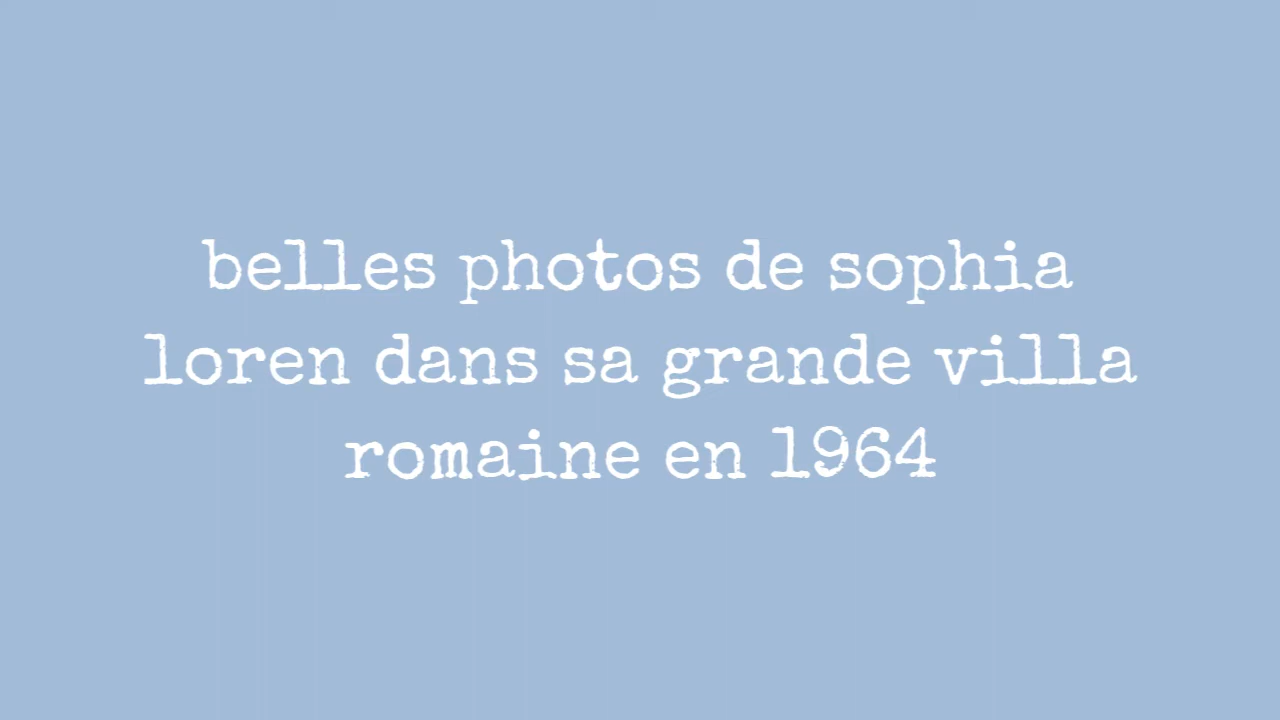 belles photos de sophia
loren dans sa grande villa
romaine en 1964